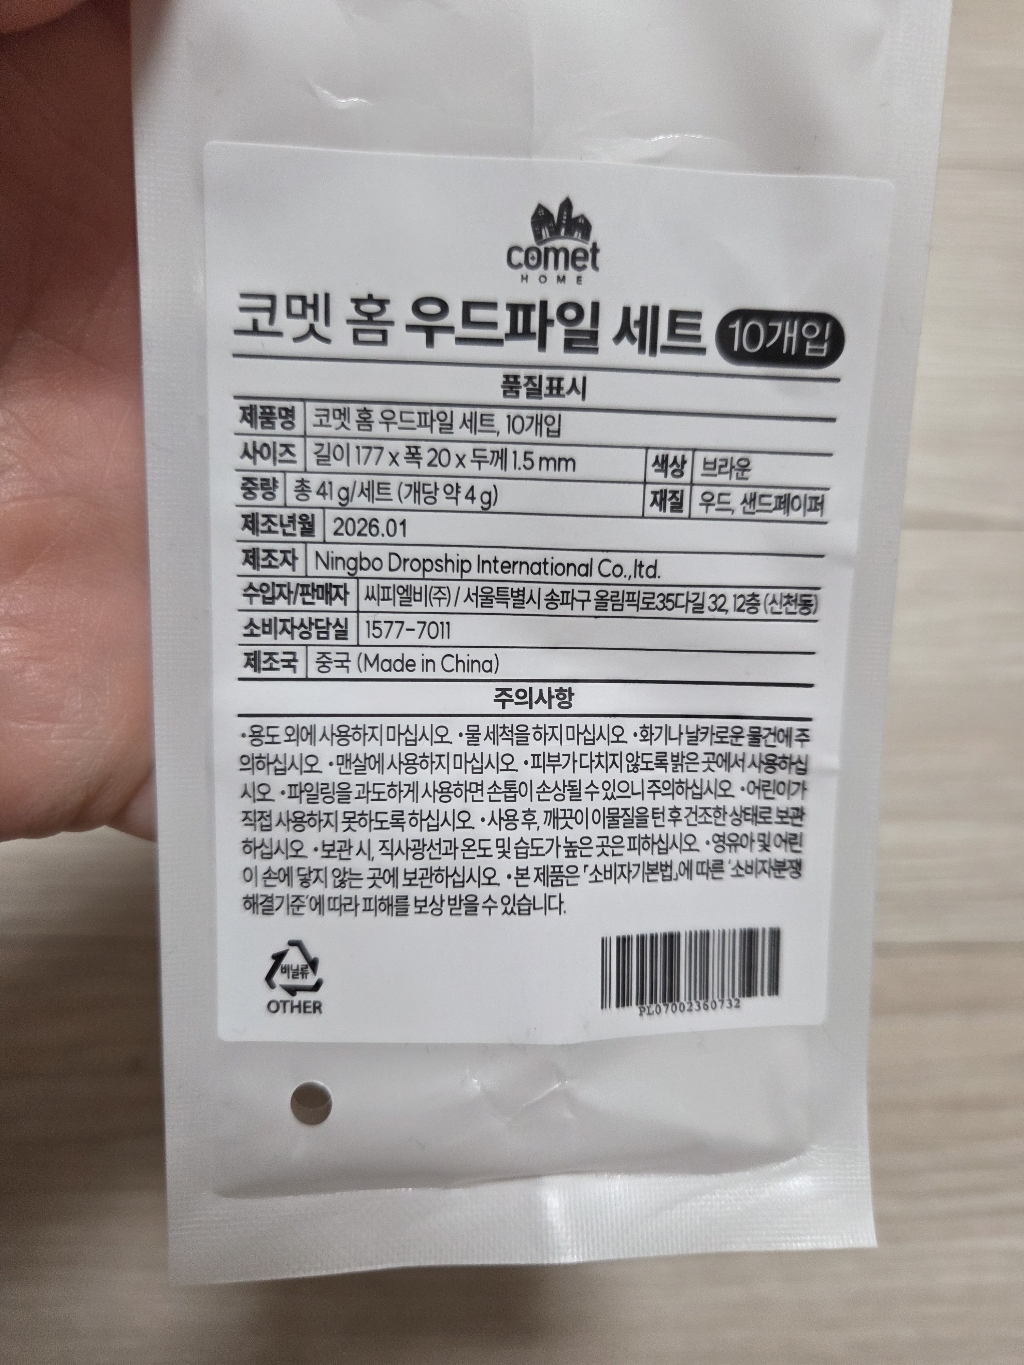 comet
HOME
코멧 홈 우드파일 세트 10개입
품질표시
제품명 코멧 홈 우드파일 세트, 10개입
사이즈 길이 177 x 폭 20 x 두께 1.5 mm 색상 브라운
중량 총 41 g/세트 (개당 약 4 g) 재질 우드, 샌드페이퍼
제조년월 2026.01
제조자 Ningbo Dropship International Co.,ltd.
수입자/판매자 씨피엘비(주) / 서울특별시 송파구 올림픽로35다길 32, 12층 (신천동)
소비자상담실 1577-7011
제조국 중국 (Made in China)
주의사항
•용도 외에 사용하지 마십시오. •물 세척을 하지 마십시오. •화기나 날카로운 물건에 주
의하십시오. •맨살에 사용하지 마십시오. •피부가 다치지 않도록 밝은 곳에서 사용하십
시오. •파일링을 과도하게 사용하면 손톱이 손상될 수 있으니 주의하십시오. •어린이가
직접 사용하지 못하도록 하십시오. •사용 후, 깨끗이 이물질을 턴 후 건조한 상태로 보관
하십시오. •보관 시, 직사광선과 온도 및 습도가 높은 곳은 피하십시오. •영유아 및 어린
이 손에 닿지 않는 곳에 보관하십시오. •본 제품은 「소비자기본법」에 따른 '소비자분쟁
해결기준'에 따라 피해를 보상 받을 수 있습니다.
비닐류
OTHER
PL07002360732